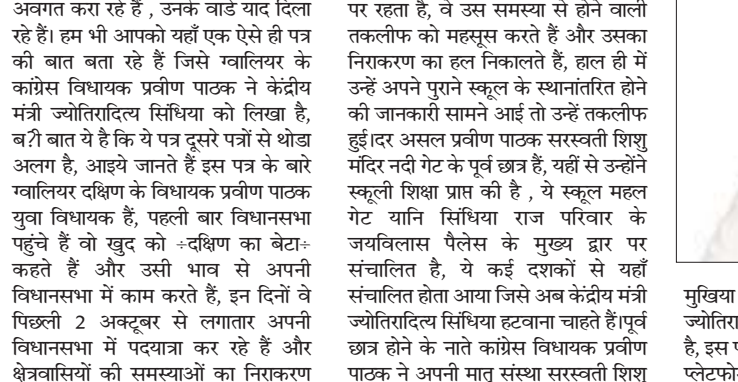 अवगत करा रहे हैं , उनके वादे याद दिला
रहे हैं। हम भी आपको यहाँ एक ऐसे ही पत्र
की बात बता रहे हैं जिसे ग्वालियर के
कांग्रेस विधायक प्रवीण पाठक ने केंद्रीय
मंत्री ज्योतिरादित्य सिंधिया को लिखा है,
ब?ी बात ये है कि ये पत्र दूसरे पत्रों से थोडा
अलग है, आइये जानते हैं इस पत्र के बारे
ग्वालियर दक्षिण के विधायक प्रवीण पाठक
युवा विधायक हैं, पहली बार विधानसभा
पहुंचे हैं वो खुद को ÷दक्षिण का बेटा÷
कहते हैं और उसी भाव से अपनी
विधानसभा में काम करते हैं, इन दिनों वे
पिछली 2 अक्टूबर से लगातार अपनी
विधानसभा में पदयात्रा कर रहे हैं और
क्षेत्रवासियों की समस्याओं का निराकरण
पर रहता है, वे उस समस्या से होने वाली
तकलीफ को महसूस करते हैं और उसका
निराकरण का हल निकालते हैं, हाल ही में
उन्हें अपने पुराने स्कूल के स्थानांतरित होने
की जानकारी सामने आई तो उन्हें तकलीफ
हुई।दर असल प्रवीण पाठक सरस्वती शिशु
मंदिर नदी गेट के पूर्व छात्र हैं, यहीं से उन्होंने
स्कूली शिक्षा प्राप्त की है , ये स्कूल महल
गेट यानि सिंधिया राज परिवार के
जयविलास पैलेस के मुख्य द्वार पर
संचालित है, ये कई दशकों से यहाँ
संचालित होता आया जिसे अब केंद्रीय मंत्री
ज्योतिरादित्य सिंधिया हटवाना चाहते हैं।पूर्व
छात्र होने के नाते कांग्रेस विधायक प्रवीण
पाठक ने अपनी मातृ संस्था सरस्वती शिशु
मुखिया
ज्योतिरा
है, इस प
प्लेटफो